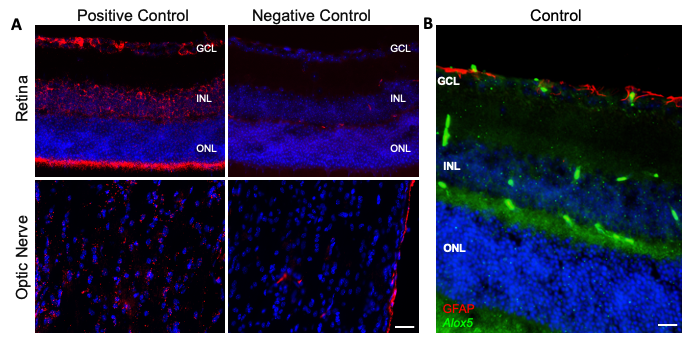 A
Positive Control
Negative Control
B
Control
Retina
GCL
INL
ONL
GCL
INL
ONL
Optic Nerve
GCL
INL
ONL
GFAP
Alox5